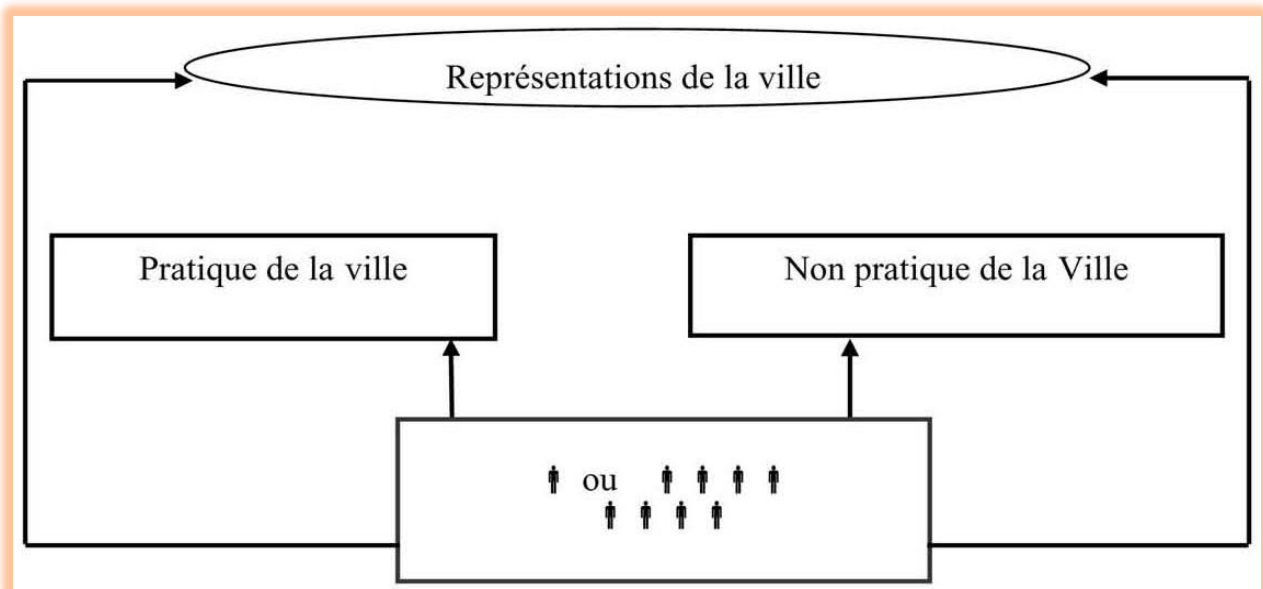 Représentations de la ville
Pratique de la ville
Non pratique de la Ville
ou